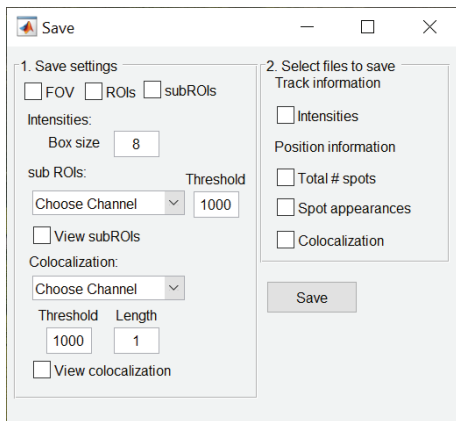 Save
1. Save settings
FOV ROIs subROIs
Intensities:
Box size 8
sub ROIs:
Threshold
Choose Channel 1000
View subROIs
Colocalization:
Choose Channel
Threshold Length
1000 1
View colocalization
2. Select files to save
Track information
Intensities
Position information
Total # spots
Spot appearances
Colocalization
Save